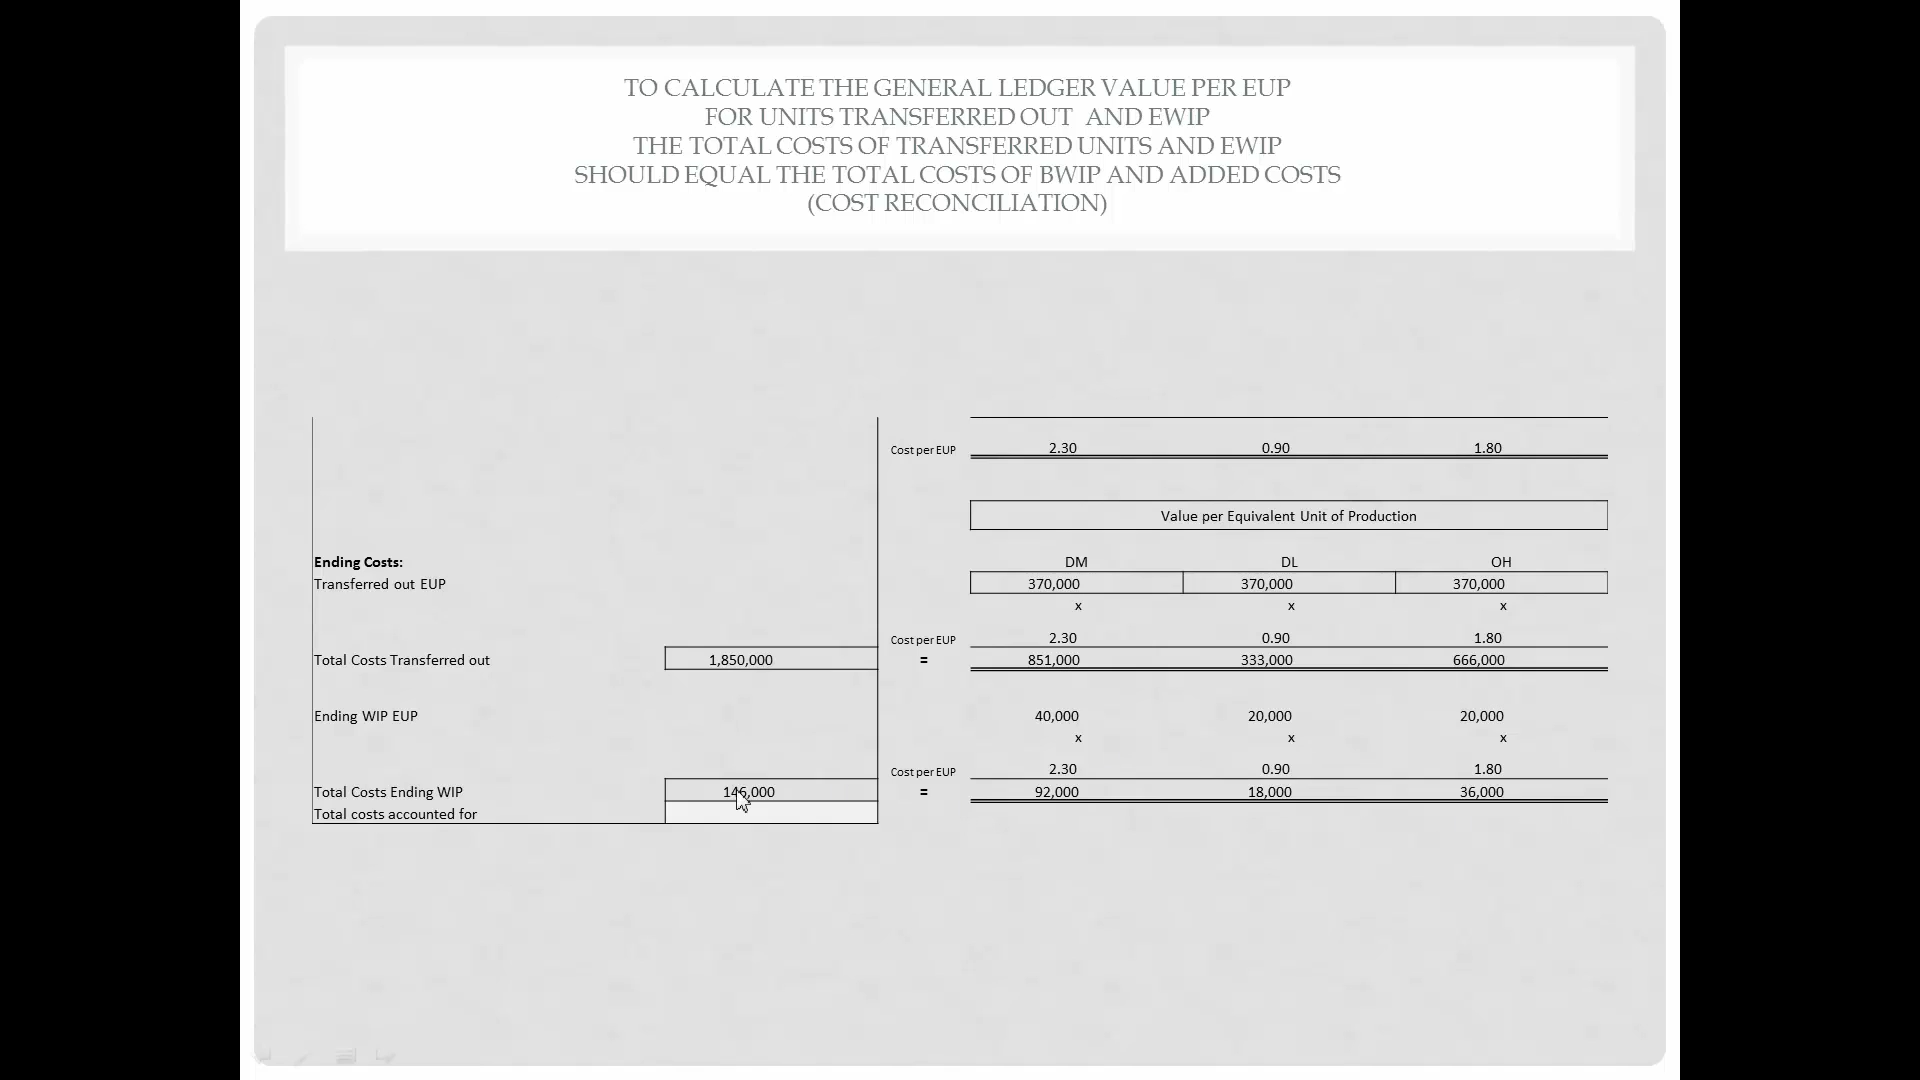 TO CALCULATE THE GENERAL LEDGER VALUE PER EUP
FOR UNITS TRANSFERRED OUT AND EWIP
THE TOTAL COSTS OF TRANSFERRED UNITS AND EWIP
SHOULD EQUAL THE TOTAL COSTS OF BWIP AND ADDED COSTS
(COST RECONCILIATION)
Cost per EUP 2.30 0.90 1.80
Value per Equivalent Unit of Production
Ending Costs: DM DL OH
Transferred out EUP 370,000 370,000 370,000
x x x
Cost per EUP 2.30 0.90 1.80
Total Costs Transferred out 1,850,000 = 851,000 333,000 666,000
Ending WIP EUP 40,000 20,000 20,000
x x x
Cost per EUP 2.30 0.90 1.80
Total Costs Ending WIP 146,000 = 92,000 18,000 36,000
Total costs accounted for